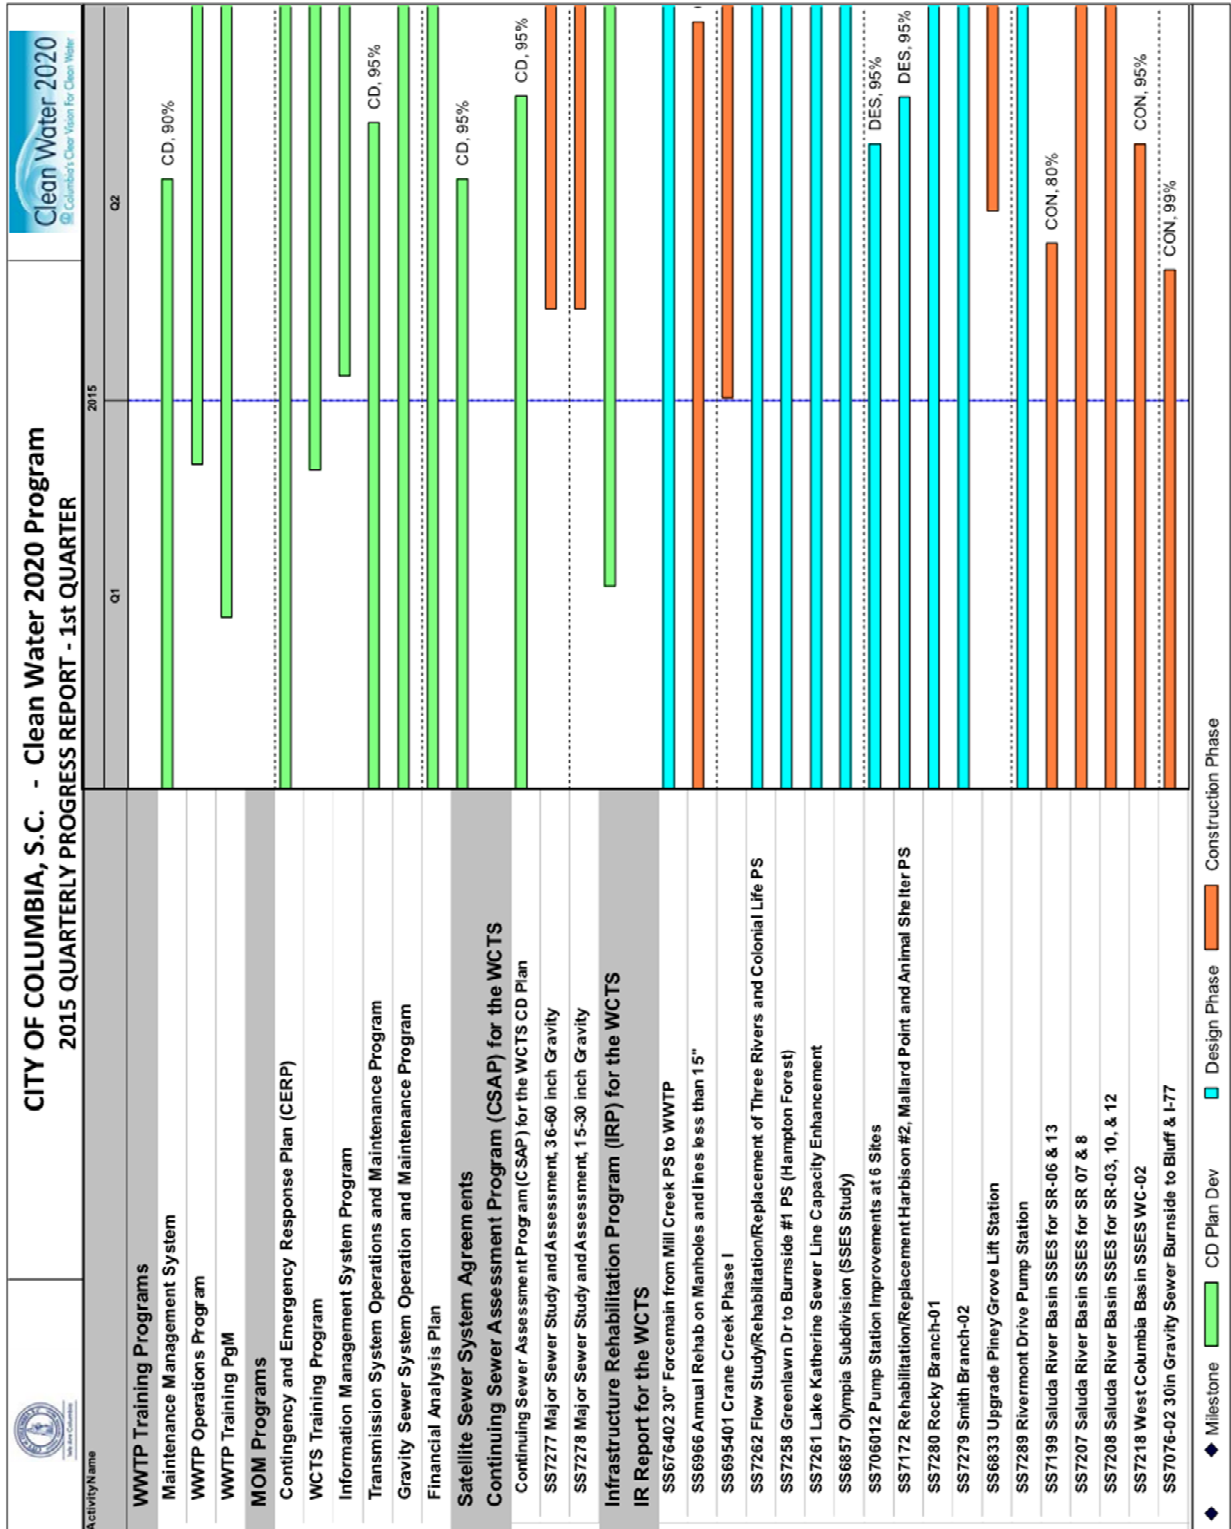 CITY OF COLUMBIA, S.C. - Clean Water 2020 Program
2015 QUARTERLY PROGRESS REPORT - 1st QUARTER
We Are Columbia
Clean Water 2020
Columbia's Clear Vision For Clean Water
ActivityName
2015
Q1
Q2
WWTP Training Programs
Maintenance Management System
CD, 90%
WWTP Operations Program
WWTP Training PgM
MOM Programs
Contingency and Emergency Response Plan (CERP)
WCTS Training Program
Information Management System Program
Transmission System Operations and Maintenance Program
CD, 95%
Gravity Sewer System Operation and Maintenance Program
Financial Analysis Plan
Satellite Sewer System Agreements
CD, 95%
Continuing Sewer Assessment Program (CSAP) for the WCTS
Continuing Sewer Assessment Program (CSAP) for the WCTS CD Plan
CD, 95%
SS7277 Major Sewer Study and Assessment, 36-60 inch Gravity
SS7278 Major Sewer Study and Assessment, 15-30 inch Gravity
Infrastructure Rehabilitation Program (IRP) for the WCTS
IR Report for the WCTS
SS676402 30" Forcemain from Mill Creek PS to WWTP
SS6966 Annual Rehab on Manholes and lines less than 15"
SS695401 Crane Creek Phase I
SS7262 Flow Study/Rehabilitation/Replacement of Three Rivers and Colonial Life PS
SS7258 Greenlawn Dr to Burnside #1 PS (Hampton Forest)
SS7261 Lake Katherine Sewer Line Capacity Enhancement
SS6857 Olympia Subdivision (SSES Study)
SS706012 Pump Station Improvements at 6 Sites
DES, 95%
SS7172 Rehabilitation/Replacement Harbison #2, Mallard Point and Animal Shelter PS
DES, 95%
SS7280 Rocky Branch-01
SS7279 Smith Branch-02
SS6833 Upgrade Piney Grove Lift Station
SS7289 Rivermont Drive Pump Station
SS7199 Saluda River Basin SSES for SR-06 & 13
CON, 80%
SS7207 Saluda River Basin SSES for SR 07 & 8
SS7208 Saluda River Basin SSES for SR-03, 10, & 12
SS7218 West Columbia Basin SSES WC-02
CON, 95%
SS7076-02 30in Gravity Sewer Burnside to Bluff & I-77
CON, 99%
Milestone CD Plan Dev Design Phase Construction Phase